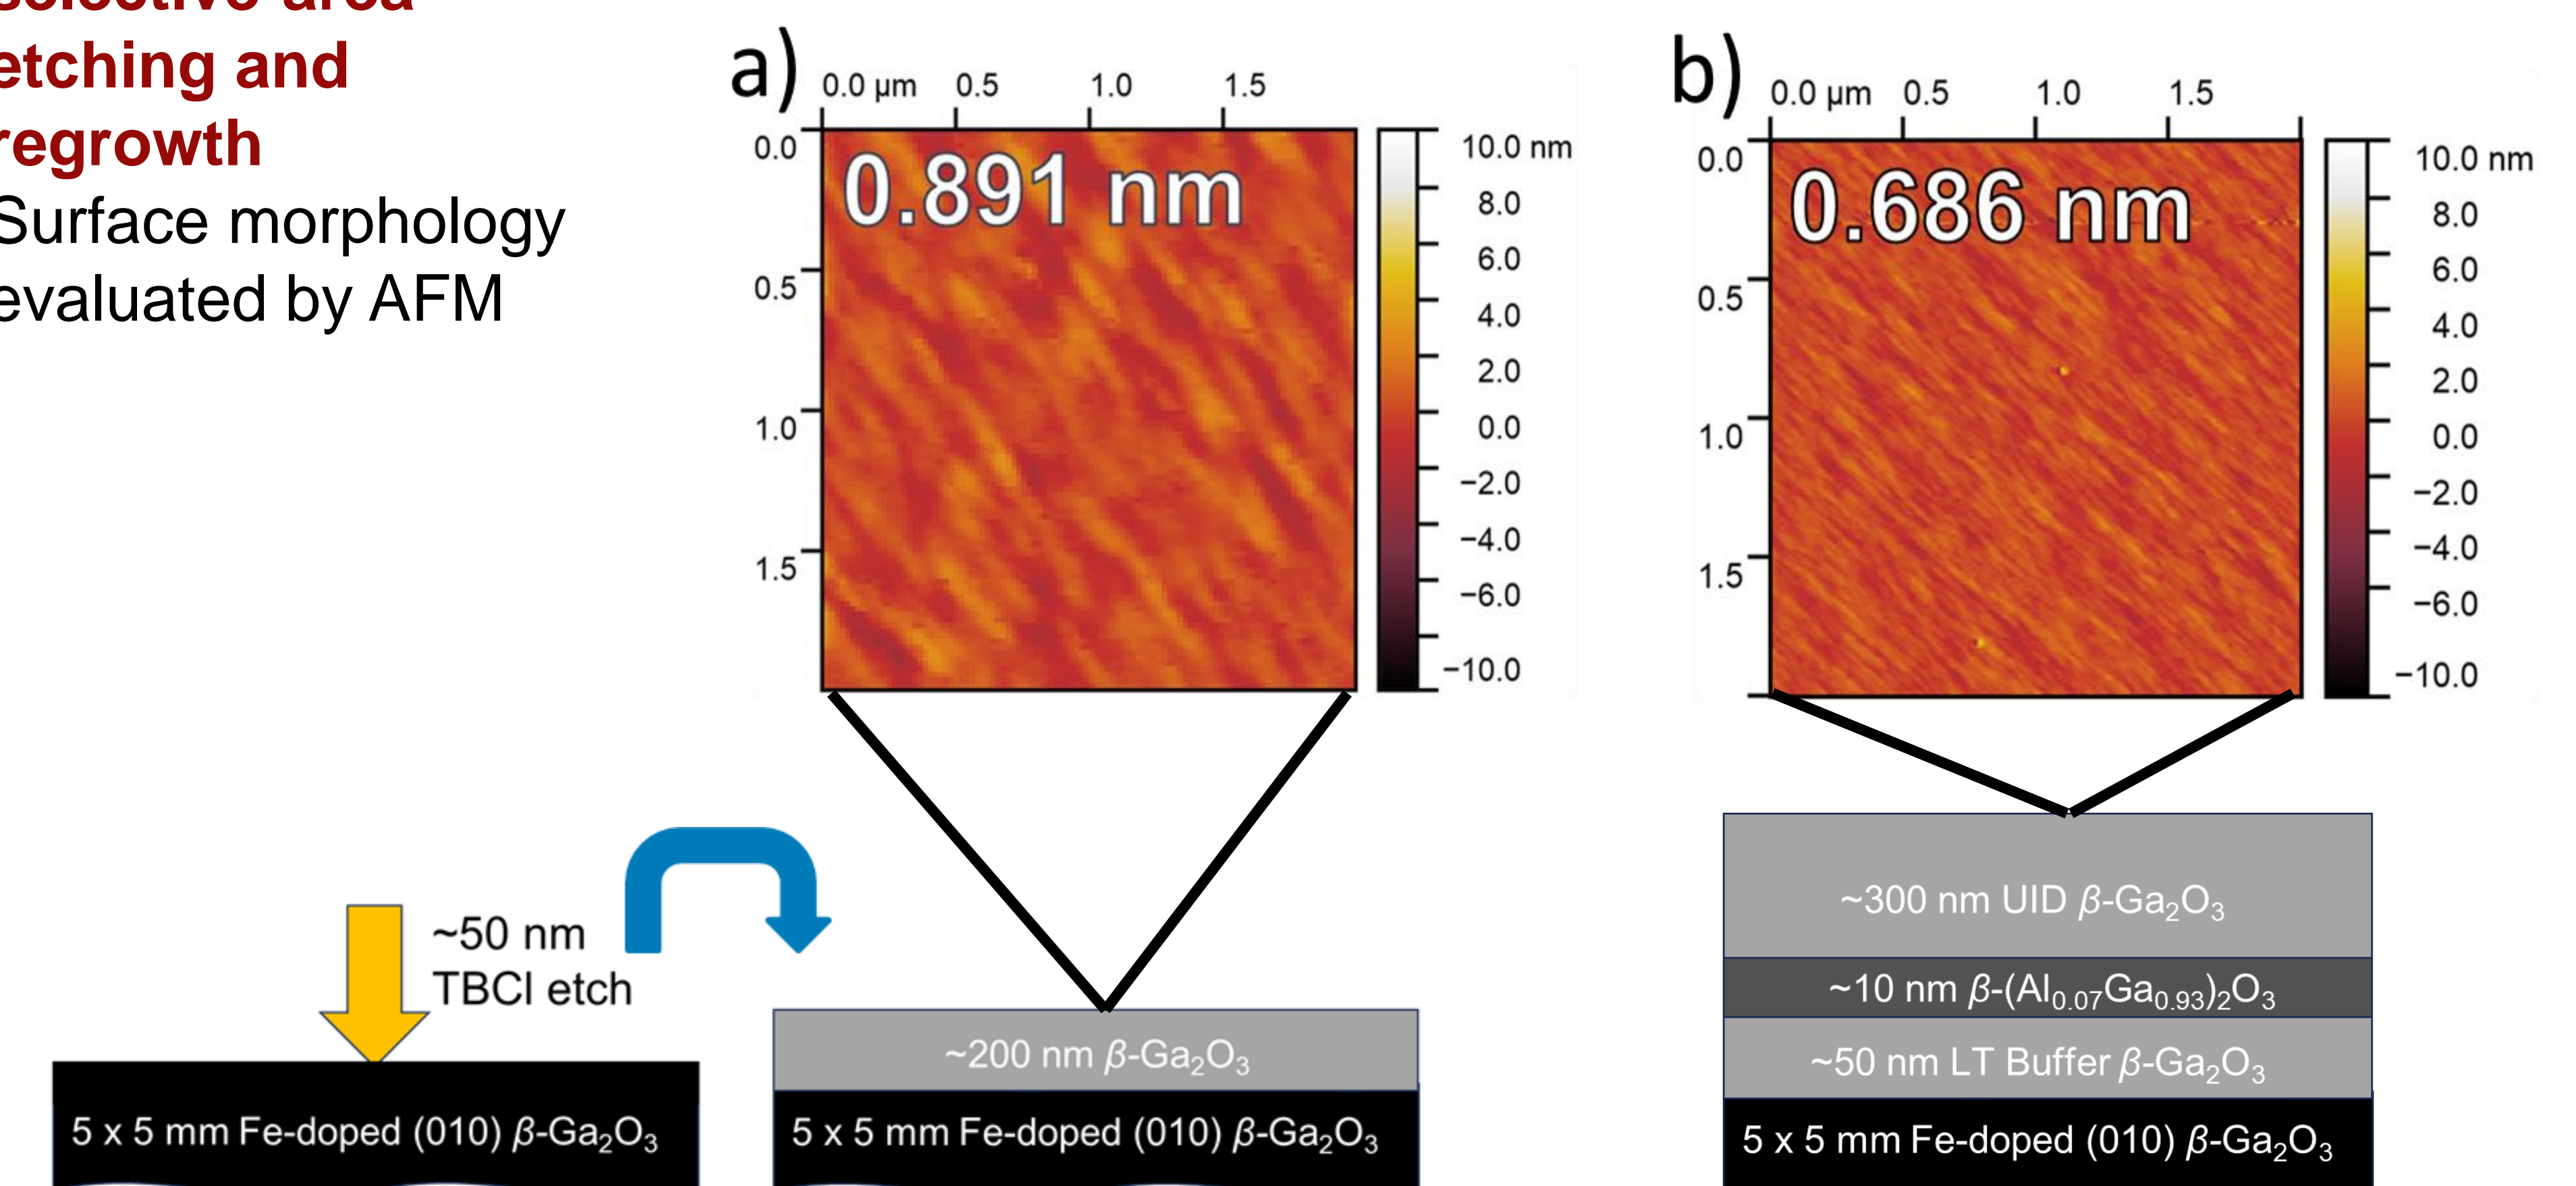 selective area
etching and
regrowth
Surface morphology
evaluated by AFM
a)
0.0 µm 0.5 1.0 1.5
0.0
0.5
1.0
1.5
0.891 nm
10.0 nm
8.0
6.0
4.0
2.0
0.0
−2.0
−4.0
−6.0
−10.0
b)
0.0 µm 0.5 1.0 1.5
0.0
0.5
1.0
1.5
0.686 nm
10.0 nm
8.0
6.0
4.0
2.0
0.0
−2.0
−4.0
−6.0
−10.0
~50 nm
TBCl etch
5 x 5 mm Fe-doped (010) β-Ga₂O₃
~200 nm β-Ga₂O₃
5 x 5 mm Fe-doped (010) β-Ga₂O₃
~300 nm UID β-Ga₂O₃
~10 nm β-(Al₀.₀₇Ga₀.₉₃)₂O₃
~50 nm LT Buffer β-Ga₂O₃
5 x 5 mm Fe-doped (010) β-Ga₂O₃